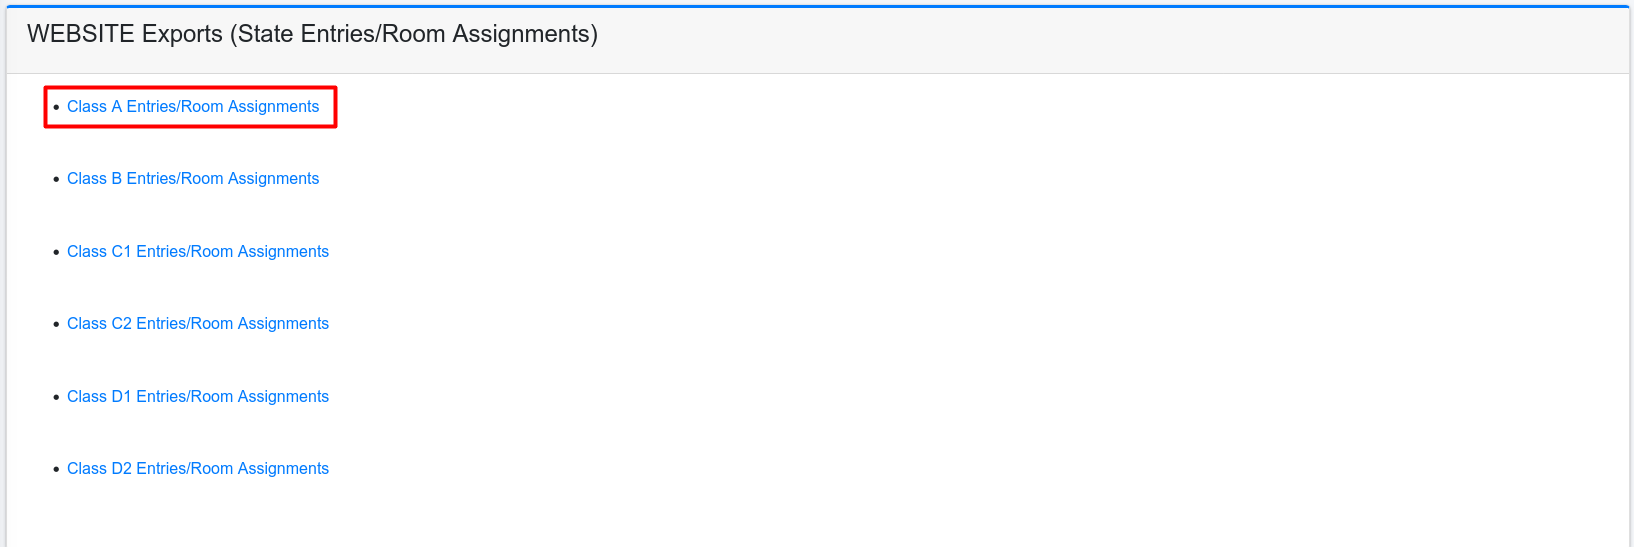 WEBSITE Exports (State Entries/Room Assignments)
• Class A Entries/Room Assignments
• Class B Entries/Room Assignments
• Class C1 Entries/Room Assignments
• Class C2 Entries/Room Assignments
• Class D1 Entries/Room Assignments
• Class D2 Entries/Room Assignments